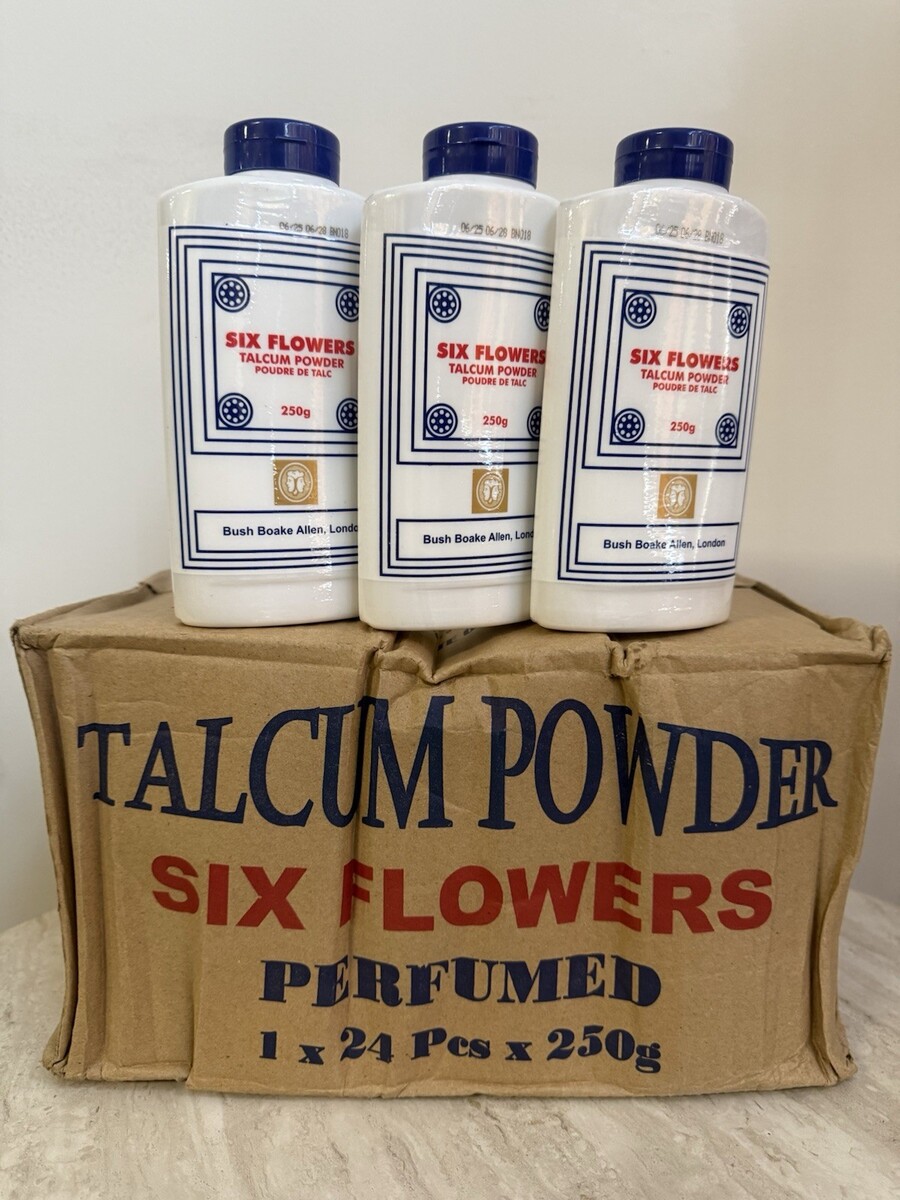 06/25 06/28 BN018
SIX FLOWERS
TALCUM POWDER
POUDRE DE TALC
250g
Bush Boake Allen, Londo
06/25 06/28 BN018
SIX FLOWERS
TALCUM POWDER
POUDRE DE TALC
250g
Bush Boake Allen, Lond
06/25 06/28 BN018
SIX FLOWERS
TALCUM POWDER
POUDRE DE TALC
250g
Bush Boake Allen, London
TALCUM POWDER
SIX FLOWERS
PERFUMED
1 x 24 Pcs x 250g